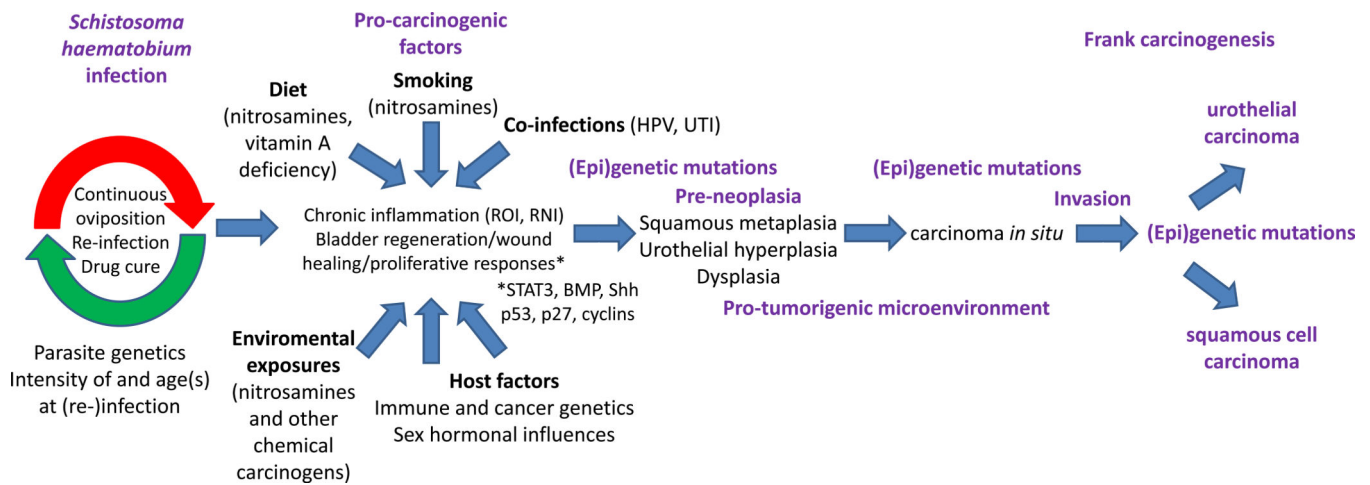 Schistosoma
haematobium
infection
Continuous
oviposition
Re-infection
Drug cure
Parasite genetics
Intensity of and age(s)
at (re-)infection
Pro-carcinogenic
factors
Diet
(nitrosamines,
vitamin A
deficiency)
Smoking
(nitrosamines)
Co-infections (HPV, UTI)
Chronic inflammation (ROI, RNI)
Bladder regeneration/wound
healing/proliferative responses*
*STAT3, BMP, Shh
p53, p27, cyclins
Enviromental
exposures
(nitrosamines
and other
chemical
carcinogens)
Host factors
Immune and cancer genetics
Sex hormonal influences
(Epi)genetic mutations
Pre-neoplasia
Squamous metaplasia
Urothelial hyperplasia
Dysplasia
Pro-tumorigenic microenvironment
(Epi)genetic mutations
carcinoma in situ
Invasion
Frank carcinogenesis
urothelial
carcinoma
(Epi)genetic mutations
squamous cell
carcinoma